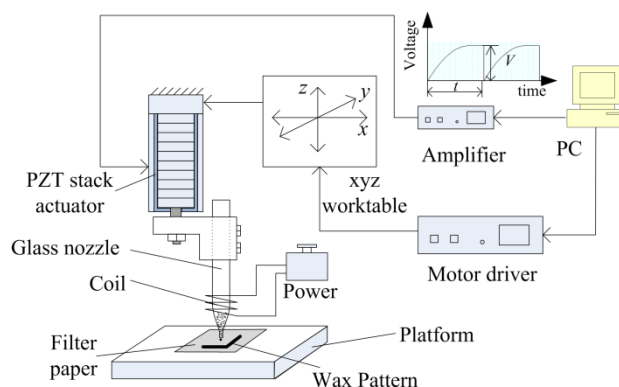 Voltage
V
t
time
z
y
x
PZT stack
actuator
xyz
worktable
Amplifier
PC
Glass nozzle
Coil
Power
Motor driver
Filter
paper
Platform
Wax Pattern